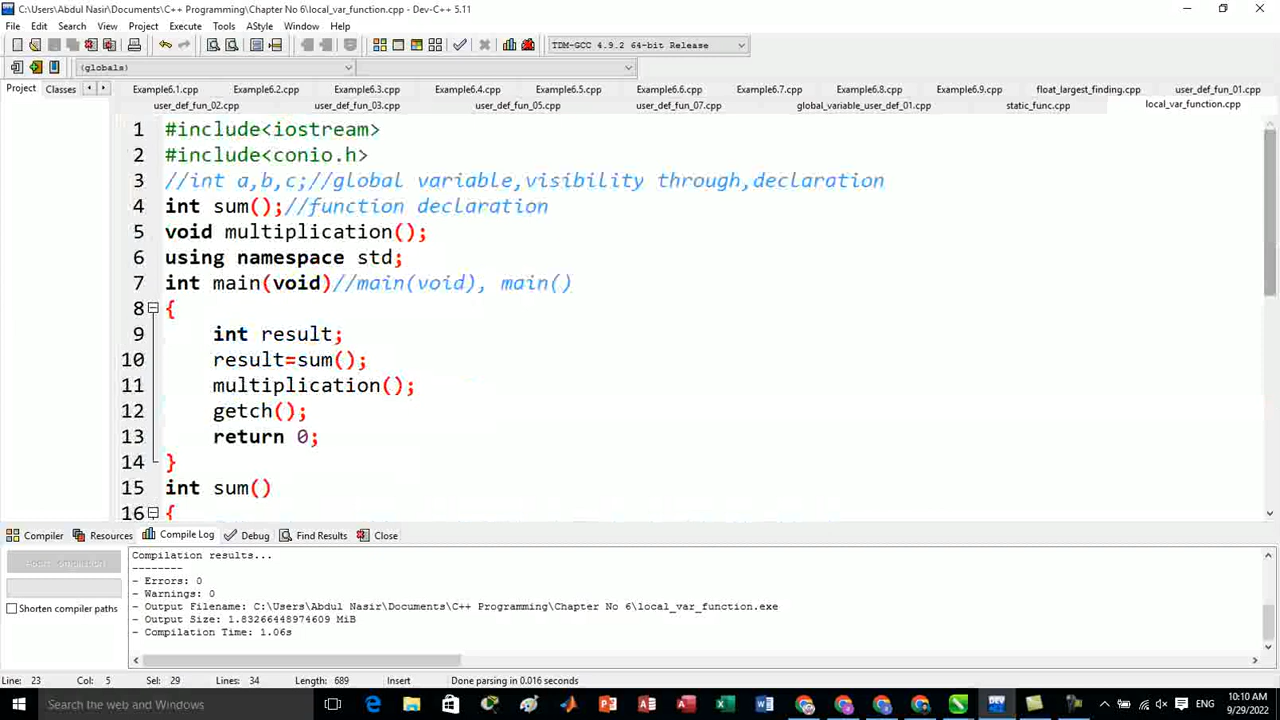 C:\Users\Abdul Nasir\Documents\C++ Programming\Chapter No 6\local_var_function.cpp - Dev-C++ 5.11
File Edit Search View Project Execute Tools AStyle Window Help
TDM-GCC 4.9.2 64-bit Release
(globals)
Project Classes
Example6.1.cpp Example6.2.cpp Example6.3.cpp Example6.4.cpp Example6.5.cpp Example6.6.cpp Example6.7.cpp Example6.8.cpp Example6.9.cpp float_largest_finding.cpp user_def_fun_01.cpp
user_def_fun_02.cpp user_def_fun_03.cpp user_def_fun_05.cpp user_def_fun_07.cpp global_variable_user_def_01.cpp static_func.cpp local_var_function.cpp
1 #include<iostream>
2 #include<conio.h>
3 //int a,b,c;//global variable,visibility through,declaration
4 int sum();//function declaration
5 void multiplication();
6 using namespace std;
7 int main(void)//main(void), main()
8 {
9 int result;
10 result=sum();
11 multiplication();
12 getch();
13 return 0;
14 }
15 int sum()
16 {
Compiler Resources Compile Log Debug Find Results Close
Compilation results...
--------
- Errors: 0
- Warnings: 0
- Output Filename: C:\Users\Abdul Nasir\Documents\C++ Programming\Chapter No 6\local_var_function.exe
- Output Size: 1.83266448974609 MiB
- Compilation Time: 1.06s
Shorten compiler paths
Line: 23 Col: 5 Sel: 29 Lines: 34 Length: 689 Insert Done parsing in 0.016 seconds
Search the web and Windows
ENG
10:10 AM
9/29/2022